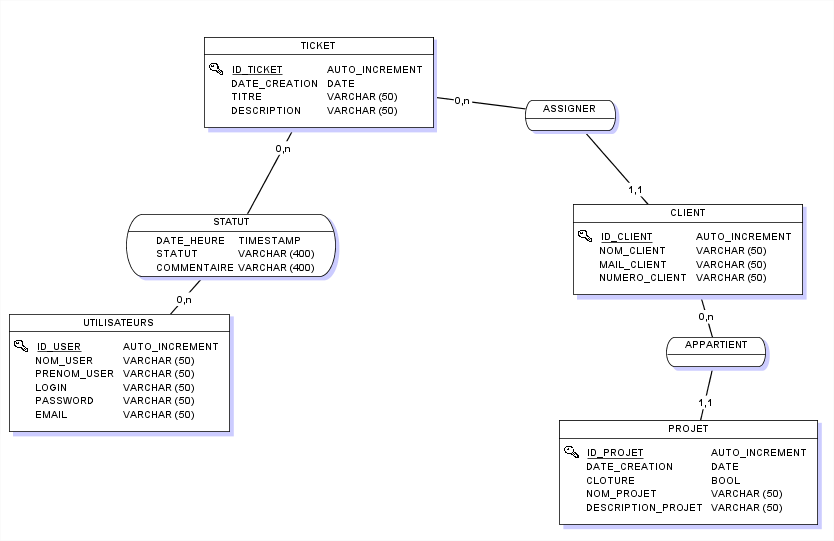 TICKET
ID_TICKET AUTO_INCREMENT
DATE_CREATION DATE
TITRE VARCHAR (50)
DESCRIPTION VARCHAR (50)
0,n
ASSIGNER
0,n
1,1
CLIENT
ID_CLIENT AUTO_INCREMENT
NOM_CLIENT VARCHAR (50)
MAIL_CLIENT VARCHAR (50)
NUMERO_CLIENT VARCHAR (50)
STATUT
DATE_HEURE TIMESTAMP
STATUT VARCHAR (400)
COMMENTAIRE VARCHAR (400)
0,n
UTILISATEURS
ID_USER AUTO_INCREMENT
NOM_USER VARCHAR (50)
PRENOM_USER VARCHAR (50)
LOGIN VARCHAR (50)
PASSWORD VARCHAR (50)
EMAIL VARCHAR (50)
0,n
APPARTIENT
1,1
PROJET
ID_PROJET AUTO_INCREMENT
DATE_CREATION DATE
CLOTURE BOOL
NOM_PROJET VARCHAR (50)
DESCRIPTION_PROJET VARCHAR (50)